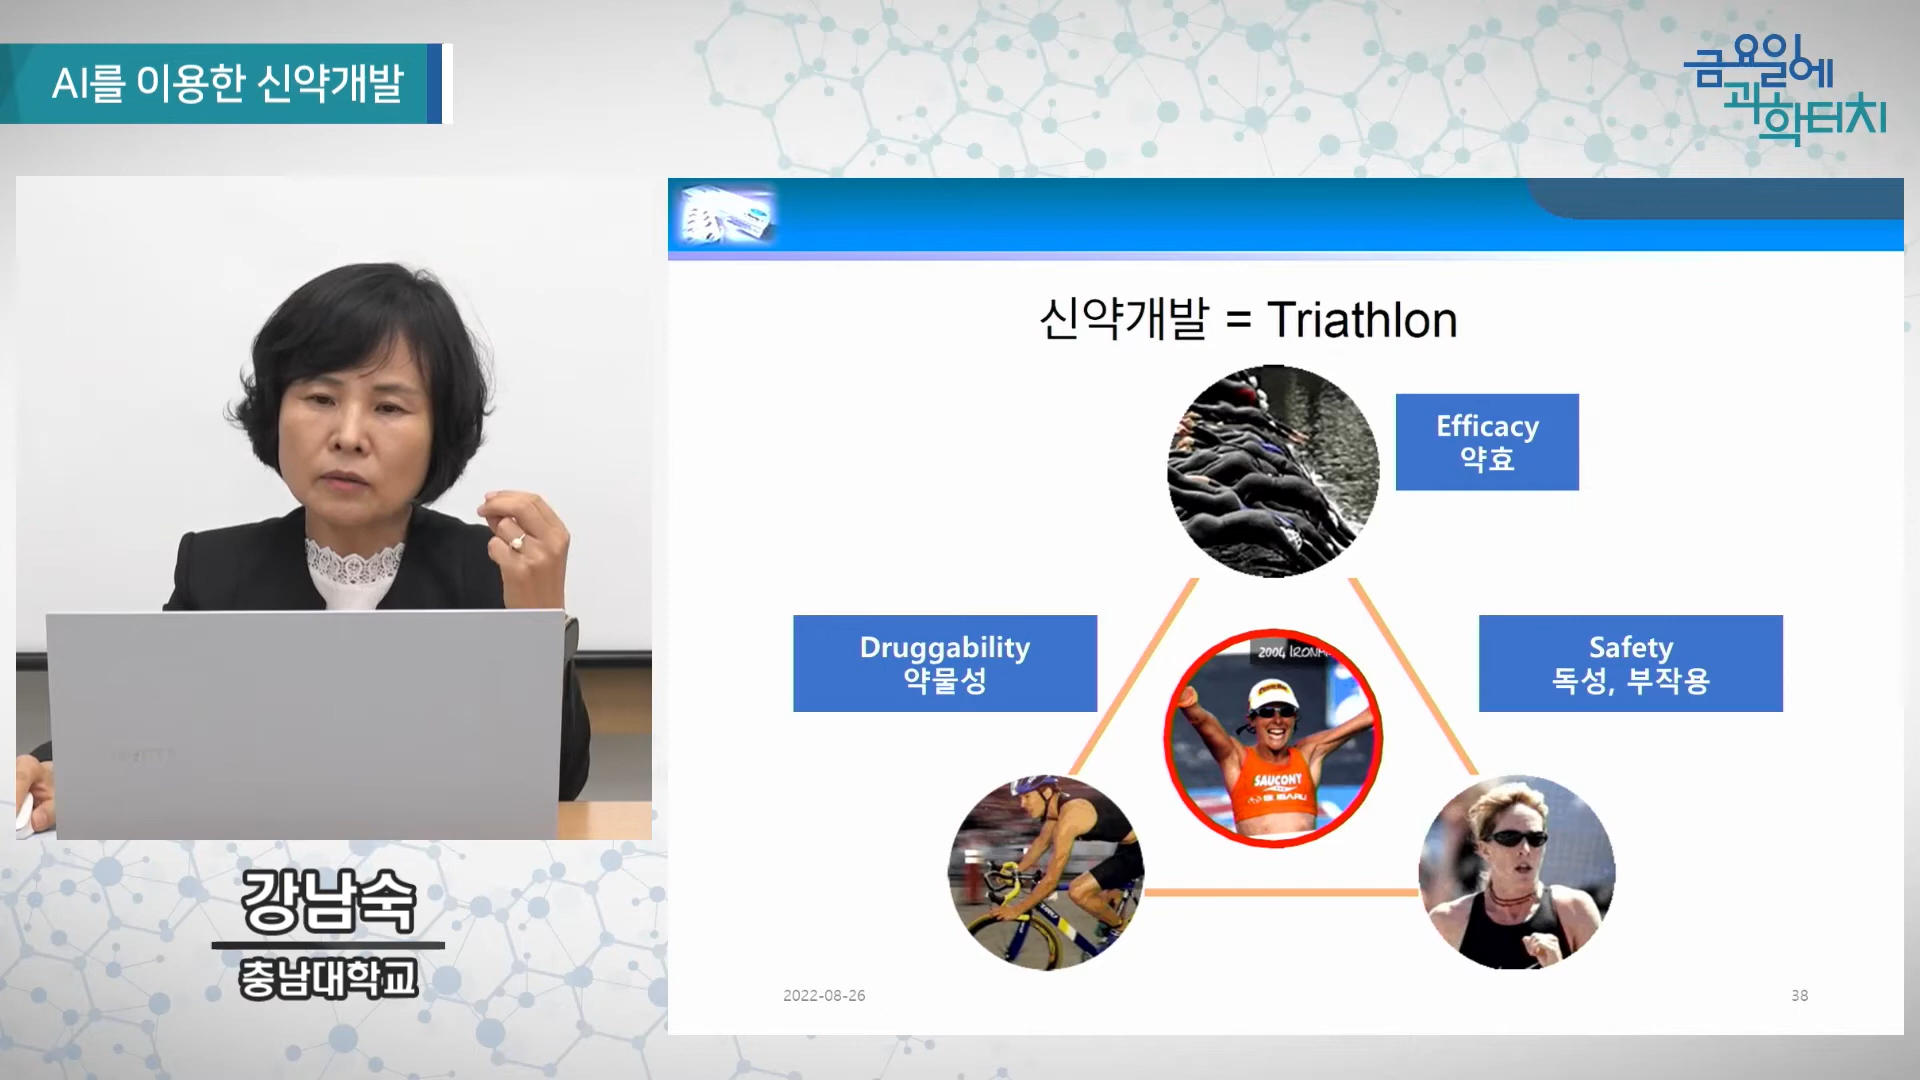 AI를 이용한 신약개발
금요일에
과학터치
신약개발 = Triathlon
Efficacy
약효
Druggability
약물성
Safety
독성, 부작용
2004 IRONM
SAUCONY
SUBARU
강남숙
충남대학교
2022-08-26
38